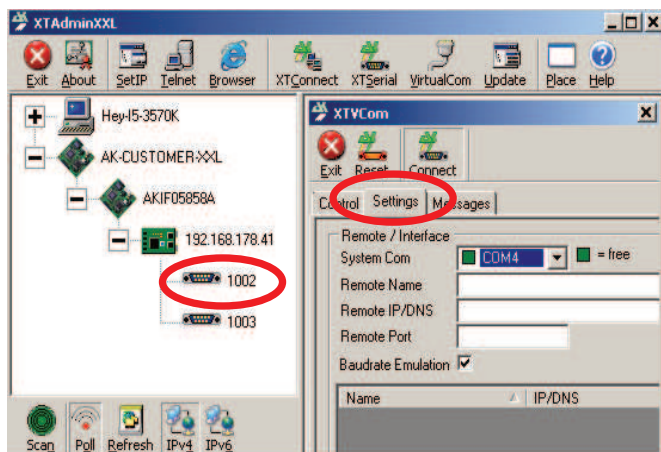 XTAdminXXL
Exit About SetIP Telnet Browser XTConnect XTSerial VirtualCom Update Place Help
Hey-I5-3570K
AK-CUSTOMER-XXL
AKIF05858A
192.168.178.41
1002
1003
Scan Poll Refresh IPv4 IPv6
XTVCom
Exit Reset Connect
Control Settings Messages
Remote / Interface
System Com COM4 = free
Remote Name
Remote IP/DNS
Remote Port
Baudrate Emulation
Name IP/DNS